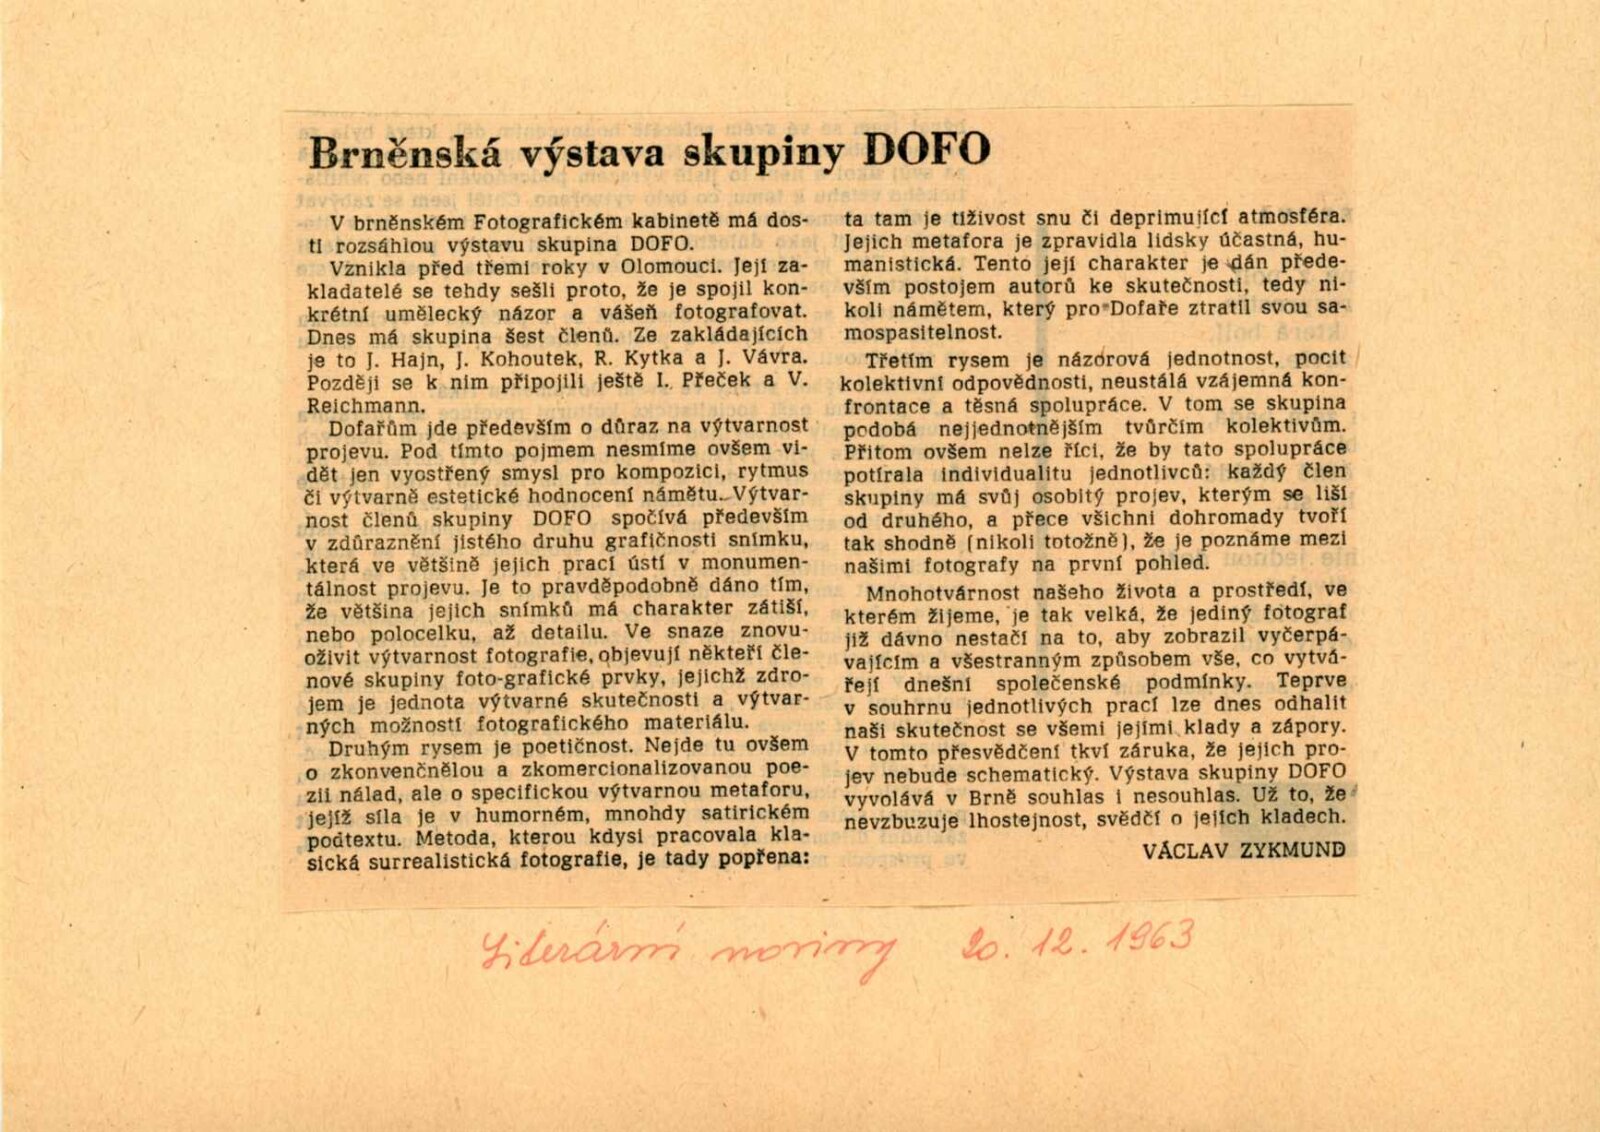 Brněnská výstava skupiny DOFO
V brněnském Fotografickém kabinetě má dos-
ti rozsáhlou výstavu skupina DOFO.
Vznikla před třemi roky v Olomouci. Její za-
kladatelé se tehdy sešli proto, že je spojil kon-
krétní umělecký názor a vášeň fotografovat.
Dnes má skupina šest členů. Ze zakládajících
je to J. Hajn, J. Kohoutek, R. Kytka a J. Vávra.
Později se k nim připojili ještě I. Přeček a V.
Reichmann.
Dofařům jde především o důraz na výtvarnost
projevu. Pod tímto pojmem nesmíme ovšem vi-
dět jen vyostřený smysl pro kompozici, rytmus
či výtvarně estetické hodnocení námětu. Výtvar-
nost členů skupiny DOFO spočívá především
v zdůraznění jistého druhu grafičnosti snímku,
která ve většině jejich prací ústí v monumen-
tálnost projevu. Je to pravděpodobně dáno tím,
že většina jejich snímků má charakter zátiší,
nebo polocelku, až detailu. Ve snaze znovu-
oživit výtvarnost fotografie, objevují někteří čle-
nové skupiny foto-grafické prvky, jejichž zdro-
jem je jednota výtvarné skutečnosti a výtvar-
ných možností fotografického materiálu.
Druhým rysem je poetičnost. Nejde tu ovšem
o zkonvenčnělou a zkomercionalizovanou poe-
zii nálad, ale o specifickou výtvarnou metaforu,
jejíž síla je v humorném, mnohdy satirickém
podtextu. Metoda, kterou kdysi pracovala kla-
sická surrealistická fotografie, je tady popřena:
ta tam je tíživost snu či deprimující atmosféra.
Jejich metafora je zpravidla lidsky účastná, hu-
manistická. Tento její charakter je dán přede-
vším postojem autorů ke skutečnosti, tedy ni-
koli námětem, který pro Dofaře ztratil svou sa-
mospasitelnost.
Třetím rysem je názorová jednotnost, pocit
kolektivní odpovědnosti, neustálá vzájemná kon-
frontace a těsná spolupráce. V tom se skupina
podobá nejjednotnějším tvůrčím kolektivům.
Přitom ovšem nelze říci, že by tato spolupráce
potírala individualitu jednotlivců: každý člen
skupiny má svůj osobitý projev, kterým se liší
od druhého, a přece všichni dohromady tvoří
tak shodně (nikoli totožně), že je poznáme mezi
našimi fotografy na první pohled.
Mnohotvárnost našeho života a prostředí, ve
kterém žijeme, je tak velká, že jediný fotograf
již dávno nestačí na to, aby zobrazil vyčerpá-
vajícím a všestranným způsobem vše, co vytvá-
řejí dnešní společenské podmínky. Teprve
v souhrnu jednotlivých prací lze dnes odhalit
naši skutečnost se všemi jejími klady a zápory.
V tomto přesvědčení tkví záruka, že jejich pro-
jev nebude schematický. Výstava skupiny DOFO
vyvolává v Brně souhlas i nesouhlas. Už to, že
nevzbuzuje lhostejnost, svědčí o jejich kladech.
VÁCLAV ZYKMUND
Literární noviny 20. 12. 1963